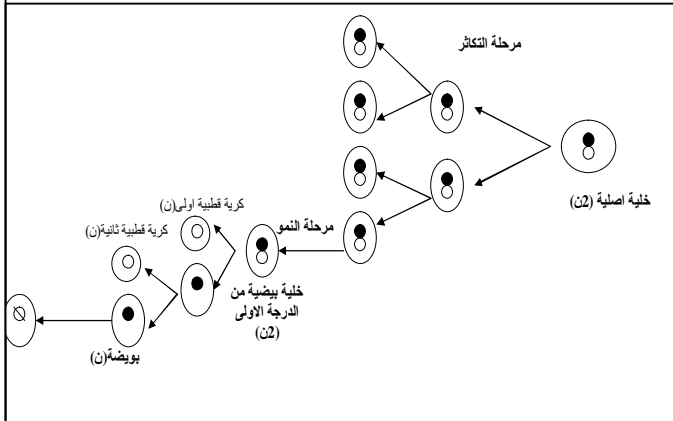 مرحلة التكاثر
خلية اصلية (2ن)
مرحلة النمو
كرية قطبية اولى(ن)
كرية قطبية ثانية(ن)
خلية بيضية من
الدرجة الاولى
(2ن)
بويضة(ن)